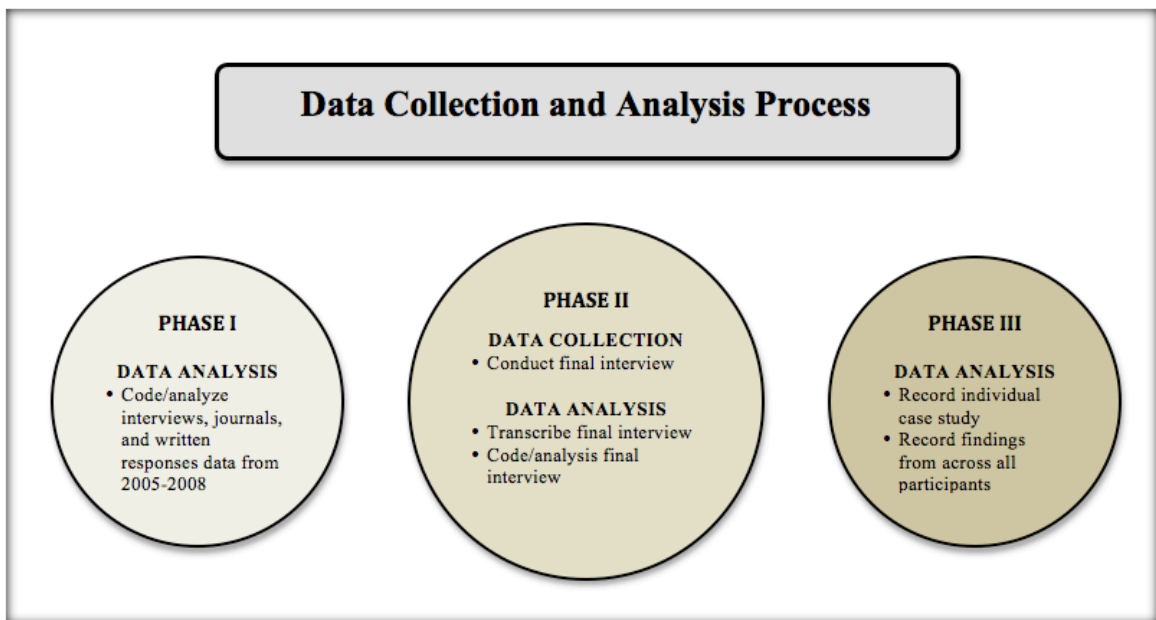 Data Collection and Analysis Process
PHASE I
DATA ANALYSIS
• Code/analyze
interviews, journals,
and written
responses data from
2005-2008
PHASE II
DATA COLLECTION
• Conduct final interview
DATA ANALYSIS
• Transcribe final interview
• Code/analysis final
interview
PHASE III
DATA ANALYSIS
• Record individual
case study
• Record findings
from across all
participants